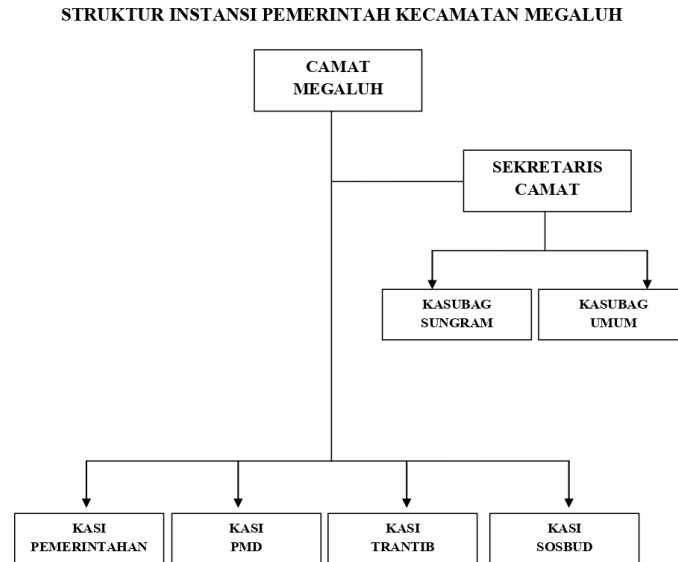 STRUKTUR INSTANSI PEMERINTAH KECAMATAN MEGALUH
CAMAT
MEGALUH
SEKRETARIS
CAMAT
KASUBAG
SUNGRAM
KASUBAG
UMUM
KASI
PEMERINTAHAN
KASI
PMD
KASI
TRANTIB
KASI
SOSBUD